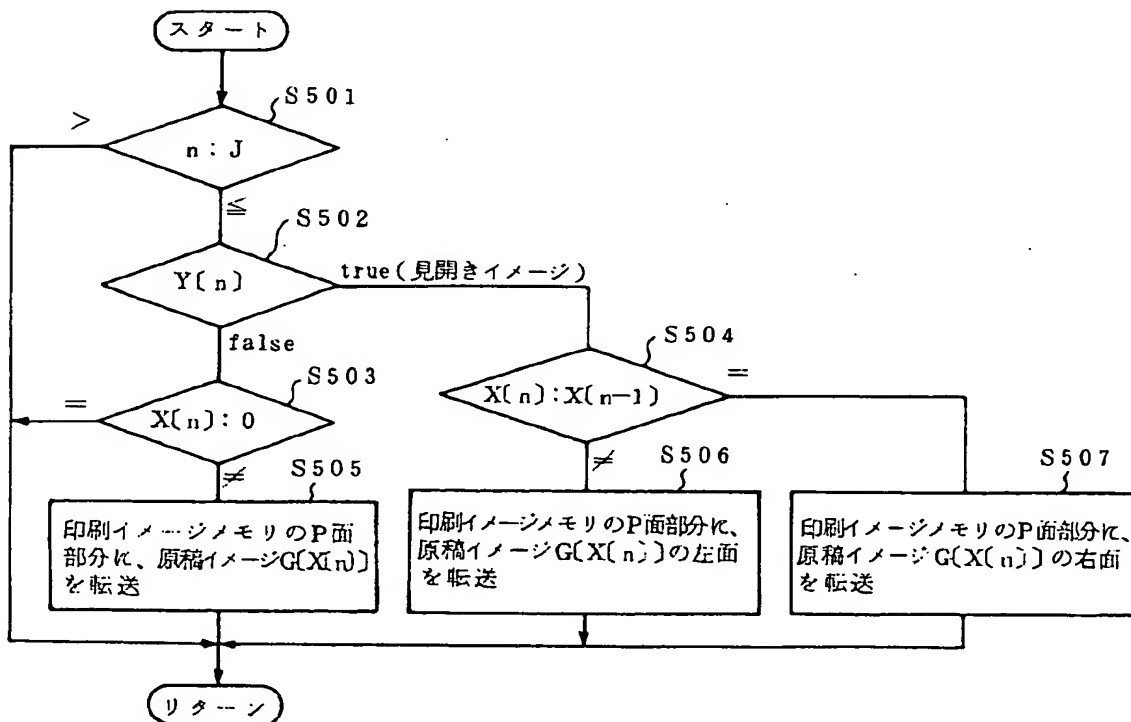 スタート
S501
>
n : J
≦
S502
Y[n]
true(見開きイメージ)
false
S503
S504
=
X[n]:0
X[n]:X[n-1]
=
≠
≠
S505
S506
S507
印刷イメージメモリのP面
部分に、原稿イメージG[X[n]]
を転送
印刷イメージメモリのP面部分に、
原稿イメージG[X[n]]の左面
を転送
印刷イメージメモリのP面部分に、
原稿イメージG[X[n]]の右面
を転送
リターン